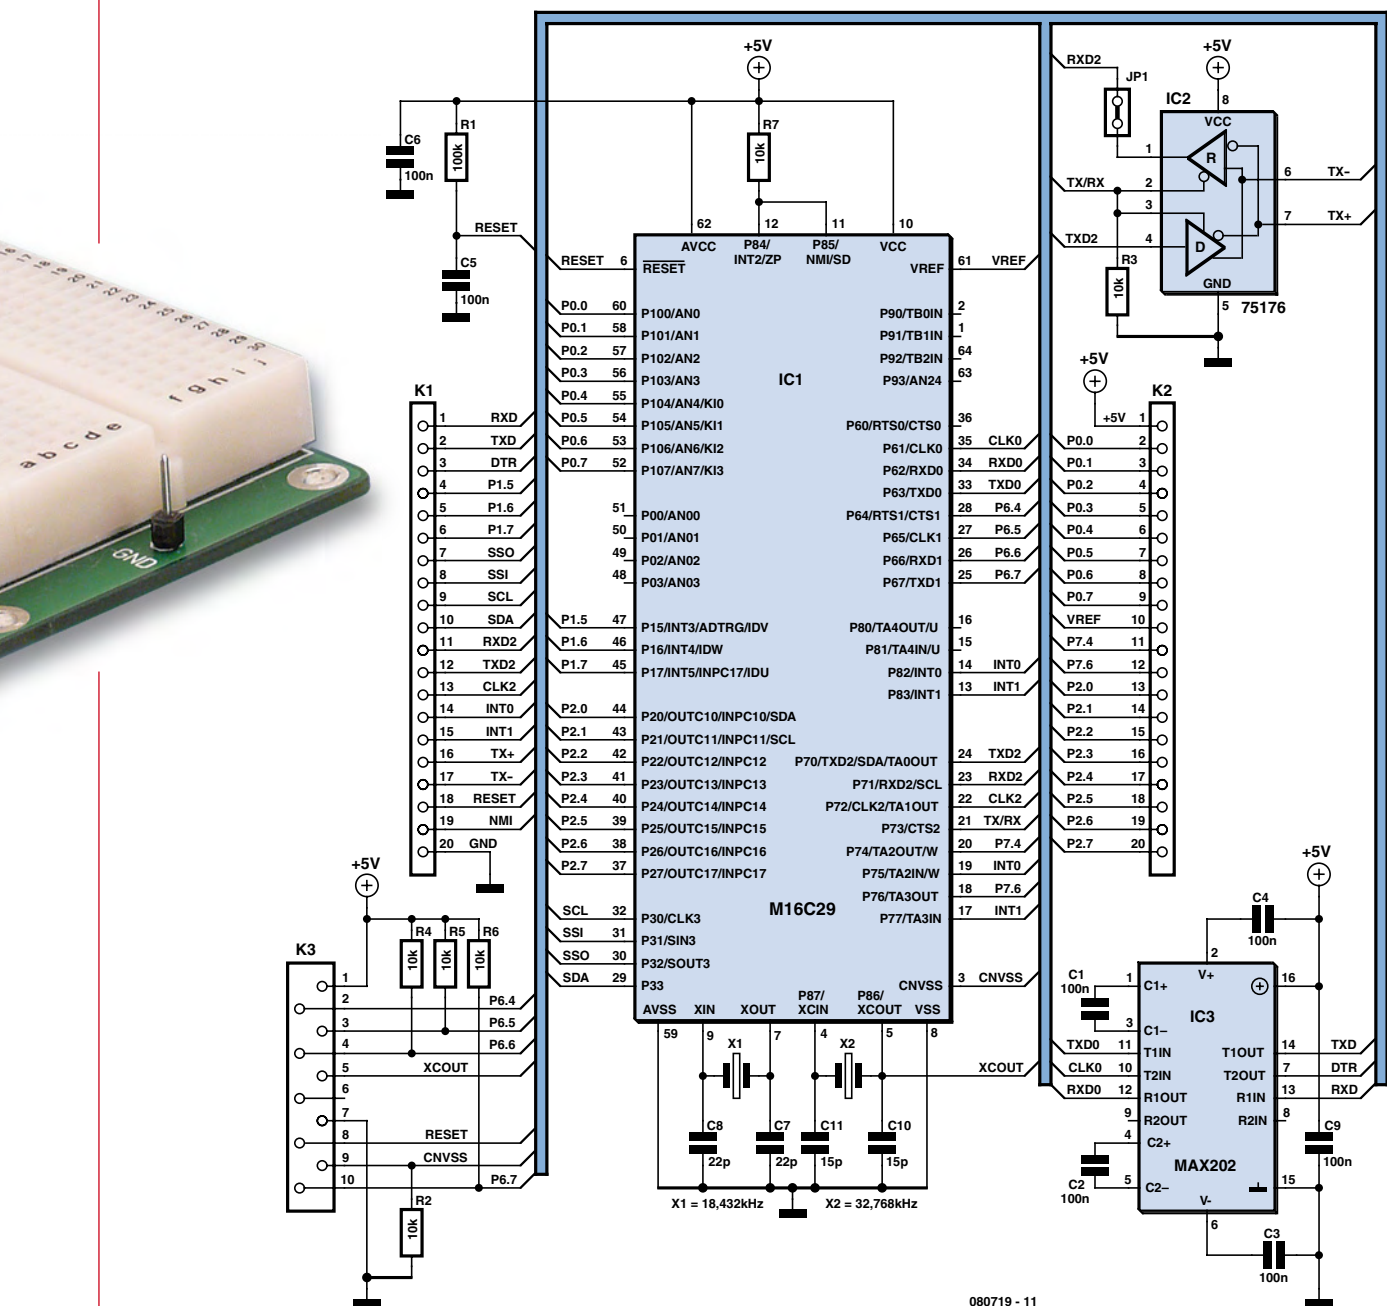 +5V
C6
100n
R1
100k
R7
10k
RESET
C5
100n
62
12
11
10
AVCC
P84/
INT2/ZP
P85/
NMI/SD
VCC
RESET 6 RESET
VREF 61 VREF
P0.0 60 P100/AN0
P0.1 58 P101/AN1
P0.2 57 P102/AN2
P0.3 56 P103/AN3
P0.4 55 P104/AN4/KI0
P0.5 54 P105/AN5/KI1
P0.6 53 P106/AN6/KI2
P0.7 52 P107/AN7/KI3
51 P00/AN00
50 P01/AN01
49 P02/AN02
48 P03/AN03
P1.5 47 P15/INT3/ADTRG/IDV
P1.6 46 P16/INT4/IDW
P1.7 45 P17/INT5/INPC17/IDU
P2.0 44 P20/OUTC10/INPC10/SDA
P2.1 43 P21/OUTC11/INPC11/SCL
P2.2 42 P22/OUTC12/INPC12
P2.3 41 P23/OUTC13/INPC13
P2.4 40 P24/OUTC14/INPC14
P2.5 39 P25/OUTC15/INPC15
P2.6 38 P26/OUTC16/INPC16
P2.7 37 P27/OUTC17/INPC17
SCL 32 P30/CLK3
SSI 31 P31/SIN3
SSO 30 P32/SOUT3
SDA 29 P33
IC1
M16C29
P90/TB0IN 2
P91/TB1IN 1
P92/TB2IN 64
P93/AN24 63
P60/RTS0/CTS0 36
P61/CLK0 35 CLK0
P62/RXD0 34 RXD0
P63/TXD0 33 TXD0
P64/RTS1/CTS1 28 P6.4
P65/CLK1 27 P6.5
P66/RXD1 26 P6.6
P67/TXD1 25 P6.7
P80/TA4OUT/U 16
P81/TA4IN/U 15
P82/INT0 14 INT0
P83/INT1 13 INT1
P70/TXD2/SDA/TA0OUT 24 TXD2
P71/RXD2/SCL 23 RXD2
P72/CLK2/TA1OUT 22 CLK2
P73/CTS2 21 TX/RX
P74/TA2OUT/W 20 P7.4
P75/TA2IN/W 19 INT0
P76/TA3OUT 18 P7.6
P77/TA3IN 17 INT1
CNVSS 3 CNVSS
AVSS
XIN
XOUT
P87/
XCIN
P86/
XCOUT
VSS
59
9
7
4
5
8
X1
X2
XCOUT
C8
22p
C7
22p
C11
15p
C10
15p
X1 = 18,432kHz
X2 = 32,768kHz
K1
1 RXD
2 TXD
3 DTR
4 P1.5
5 P1.6
6 P1.7
7 SSO
8 SSI
9 SCL
10 SDA
11 RXD2
12 TXD2
13 CLK2
14 INT0
15 INT1
16 TX+
17 TX–
18 RESET
19 NMI
20 GND
+5V
R4
10k
R5
10k
R6
10k
K3
1
2 P6.4
3 P6.5
4 P6.6
5 XCOUT
6
7
8 RESET
9 CNVSS
10 P6.7
R2
10k
RXD2
JP1
+5V
IC2
8
VCC
R
D
GND
5
75176
1
TX/RX 2
3
TXD2 4
6 TX–
7 TX+
R3
10k
+5V
K2
+5V 1
P0.0 2
P0.1 3
P0.2 4
P0.3 5
P0.4 6
P0.5 7
P0.6 8
P0.7 9
VREF 10
P7.4 11
P7.6 12
P2.0 13
P2.1 14
P2.2 15
P2.3 16
P2.4 17
P2.5 18
P2.6 19
P2.7 20
+5V
C4
100n
2
V+
C1
100n
1 C1+
3 C1–
16
IC3
TXD0 11 T1IN
CLK0 10 T2IN
RXD0 12 R1OUT
9 R2OUT
4 C2+
5 C2–
C2
100n
T1OUT 14 TXD
T2OUT 7 DTR
R1IN 13 RXD
R2IN 8
MAX202
15
V-
6
C9
100n
C3
100n
080719 - 11
a b c d e
f g h i j
GND